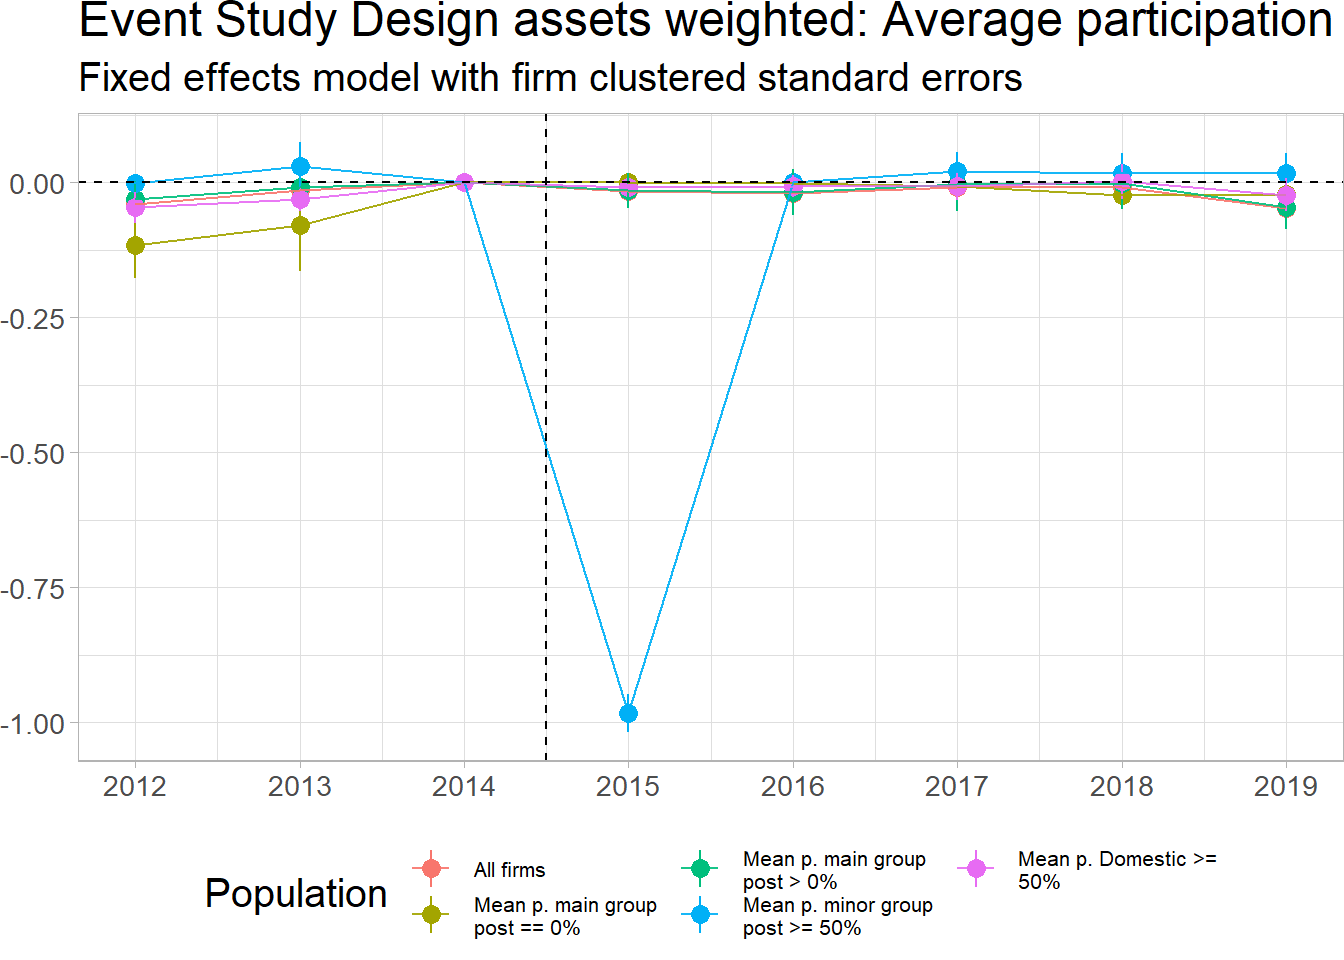 Event Study Design assets weighted: Average participation
Fixed effects model with firm clustered standard errors
0.00
-0.25
-0.50
-0.75
-1.00
2012 2013 2014 2015 2016 2017 2018 2019
Population
All firms
Mean p. main group
post == 0%
Mean p. main group
post > 0%
Mean p. minor group
post >= 50%
Mean p. Domestic >=
50%